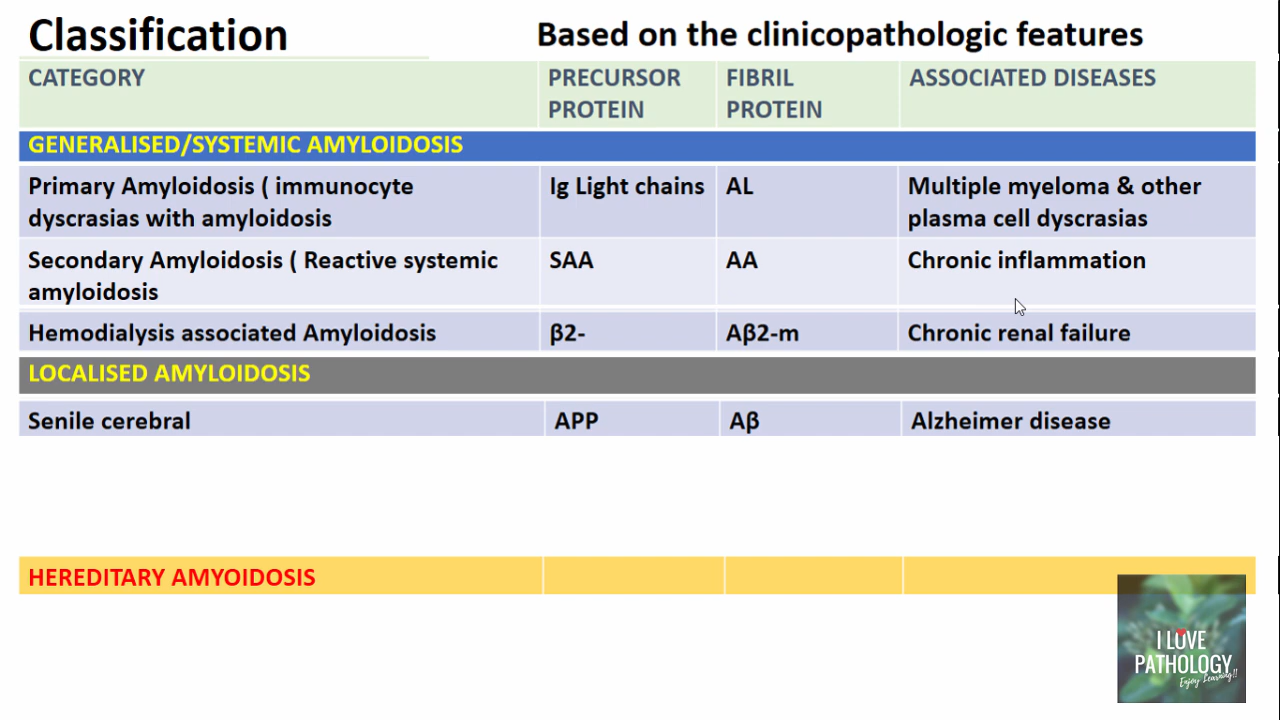 Classification
Based on the clinicopathologic features
CATEGORY
PRECURSOR
PROTEIN
FIBRIL
PROTEIN
ASSOCIATED DISEASES
GENERALISED/SYSTEMIC AMYLOIDOSIS
Primary Amyloidosis ( immunocyte
dyscrasias with amyloidosis
Ig Light chains
AL
Multiple myeloma & other
plasma cell dyscrasias
Secondary Amyloidosis ( Reactive systemic
amyloidosis
SAA
AA
Chronic inflammation
Hemodialysis associated Amyloidosis
β2-
Aβ2-m
Chronic renal failure
LOCALISED AMYLOIDOSIS
Senile cerebral
APP
Aβ
Alzheimer disease
HEREDITARY AMYOIDOSIS
I LOVE
PATHOLOGY
Enjoy Learning!!